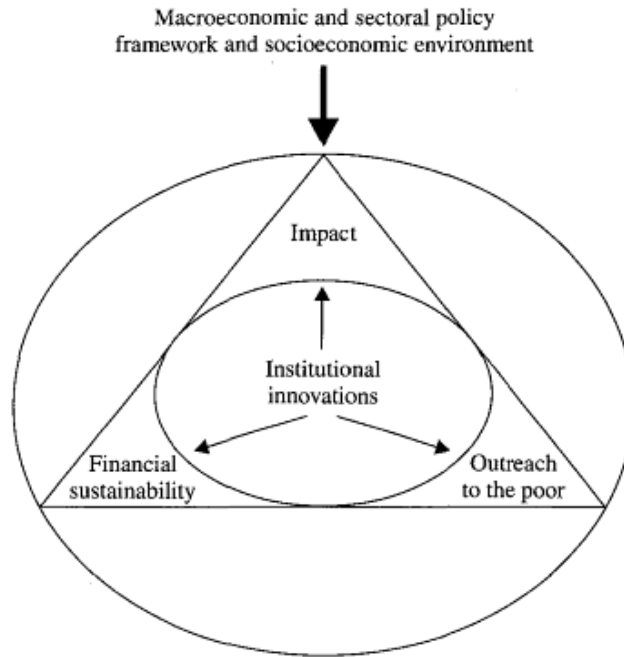 Macroeconomic and sectoral policy
framework and socioeconomic environment
Impact
Institutional
innovations
Financial
sustainability
Outreach
to the poor